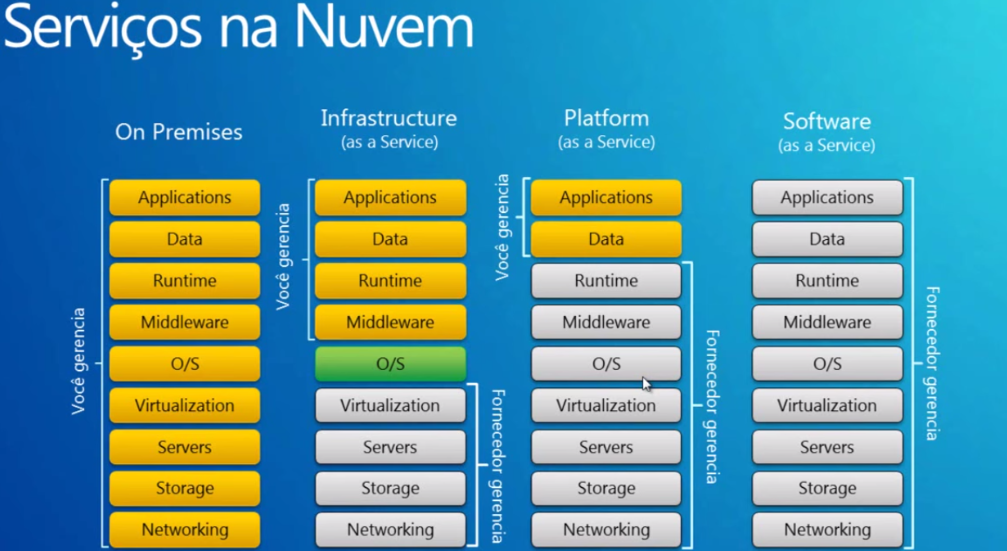 Serviços na Nuvem
On Premises
Você gerencia
Applications
Data
Runtime
Middleware
O/S
Virtualization
Servers
Storage
Networking
Infrastructure
(as a Service)
Você gerencia
Applications
Data
Runtime
Middleware
O/S
Virtualization
Servers
Storage
Networking
Fornecedor gerencia
Platform
(as a Service)
Você gerencia
Applications
Data
Runtime
Middleware
O/S
Virtualization
Servers
Storage
Networking
Fornecedor gerencia
Software
(as a Service)
Applications
Data
Runtime
Middleware
O/S
Virtualization
Servers
Storage
Networking
Fornecedor gerencia